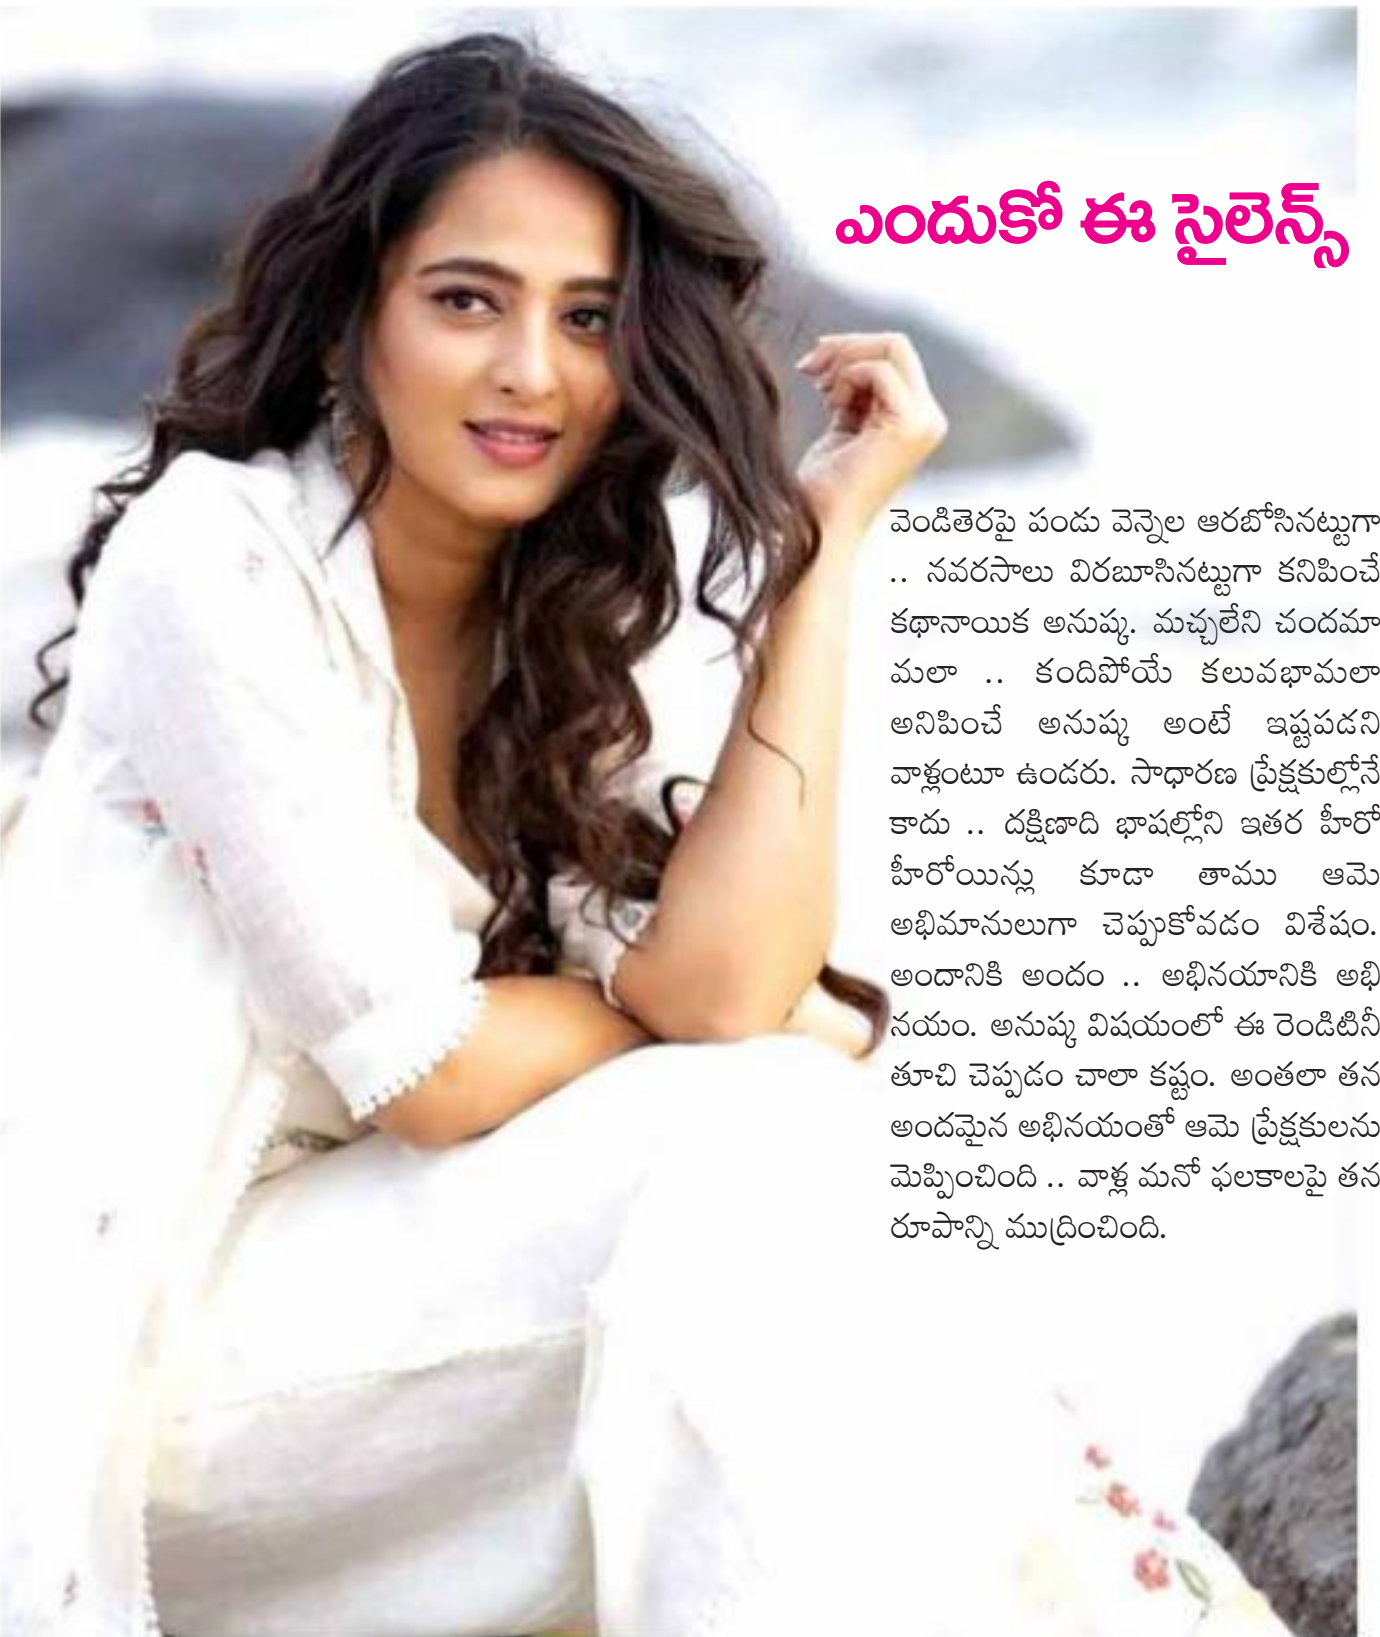 ఎందుకో ఈ సైలెన్స్
వెండితెరపై పండు వెన్నెల ఆరబోసినట్టుగా
.. నవరసాలు విరబూసినట్టుగా కనిపించే
కథానాయిక అనుష్క. మచ్చలేని చందమా
మలా .. కందిపోయే కలువభామలా
అనిపించే అనుష్క అంటే ఇష్టపడని
వాళ్లంటూ ఉండరు. సాధారణ ప్రేక్షకుల్లోనే
కాదు .. దక్షిణాది భాషల్లోని ఇతర హీరో
హీరోయిన్లు కూడా తాము ఆమె
అభిమానులుగా చెప్పుకోవడం విశేషం.
అందానికి అందం .. అభినయానికి అభి
నయం. అనుష్క విషయంలో ఈ రెండిటినీ
తూచి చెప్పడం చాలా కష్టం. అంతలా తన
అందమైన అభినయంతో ఆమె ప్రేక్షకులను
మెప్పించింది .. వాళ్ల మనో ఫలకాలపై తన
రూపాన్ని ముద్రించింది.